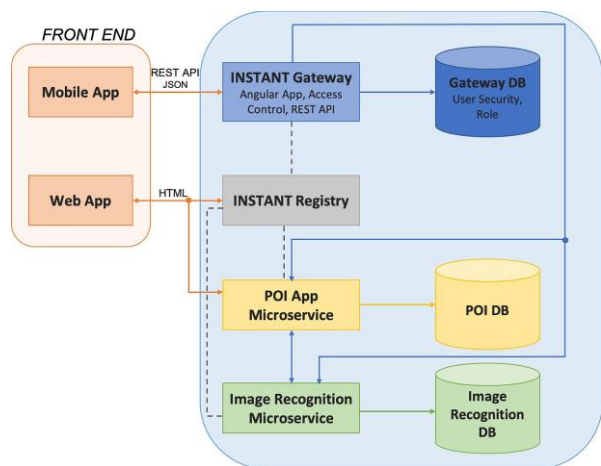 FRONT END
Mobile App
REST API
JSON
INSTANT Gateway
Angular App, Access
Control, REST API
Gateway DB
User Security,
Role
Web App
HTML
INSTANT Registry
POI App
Microservice
POI DB
Image Recognition
Microservice
Image
Recognition
DB